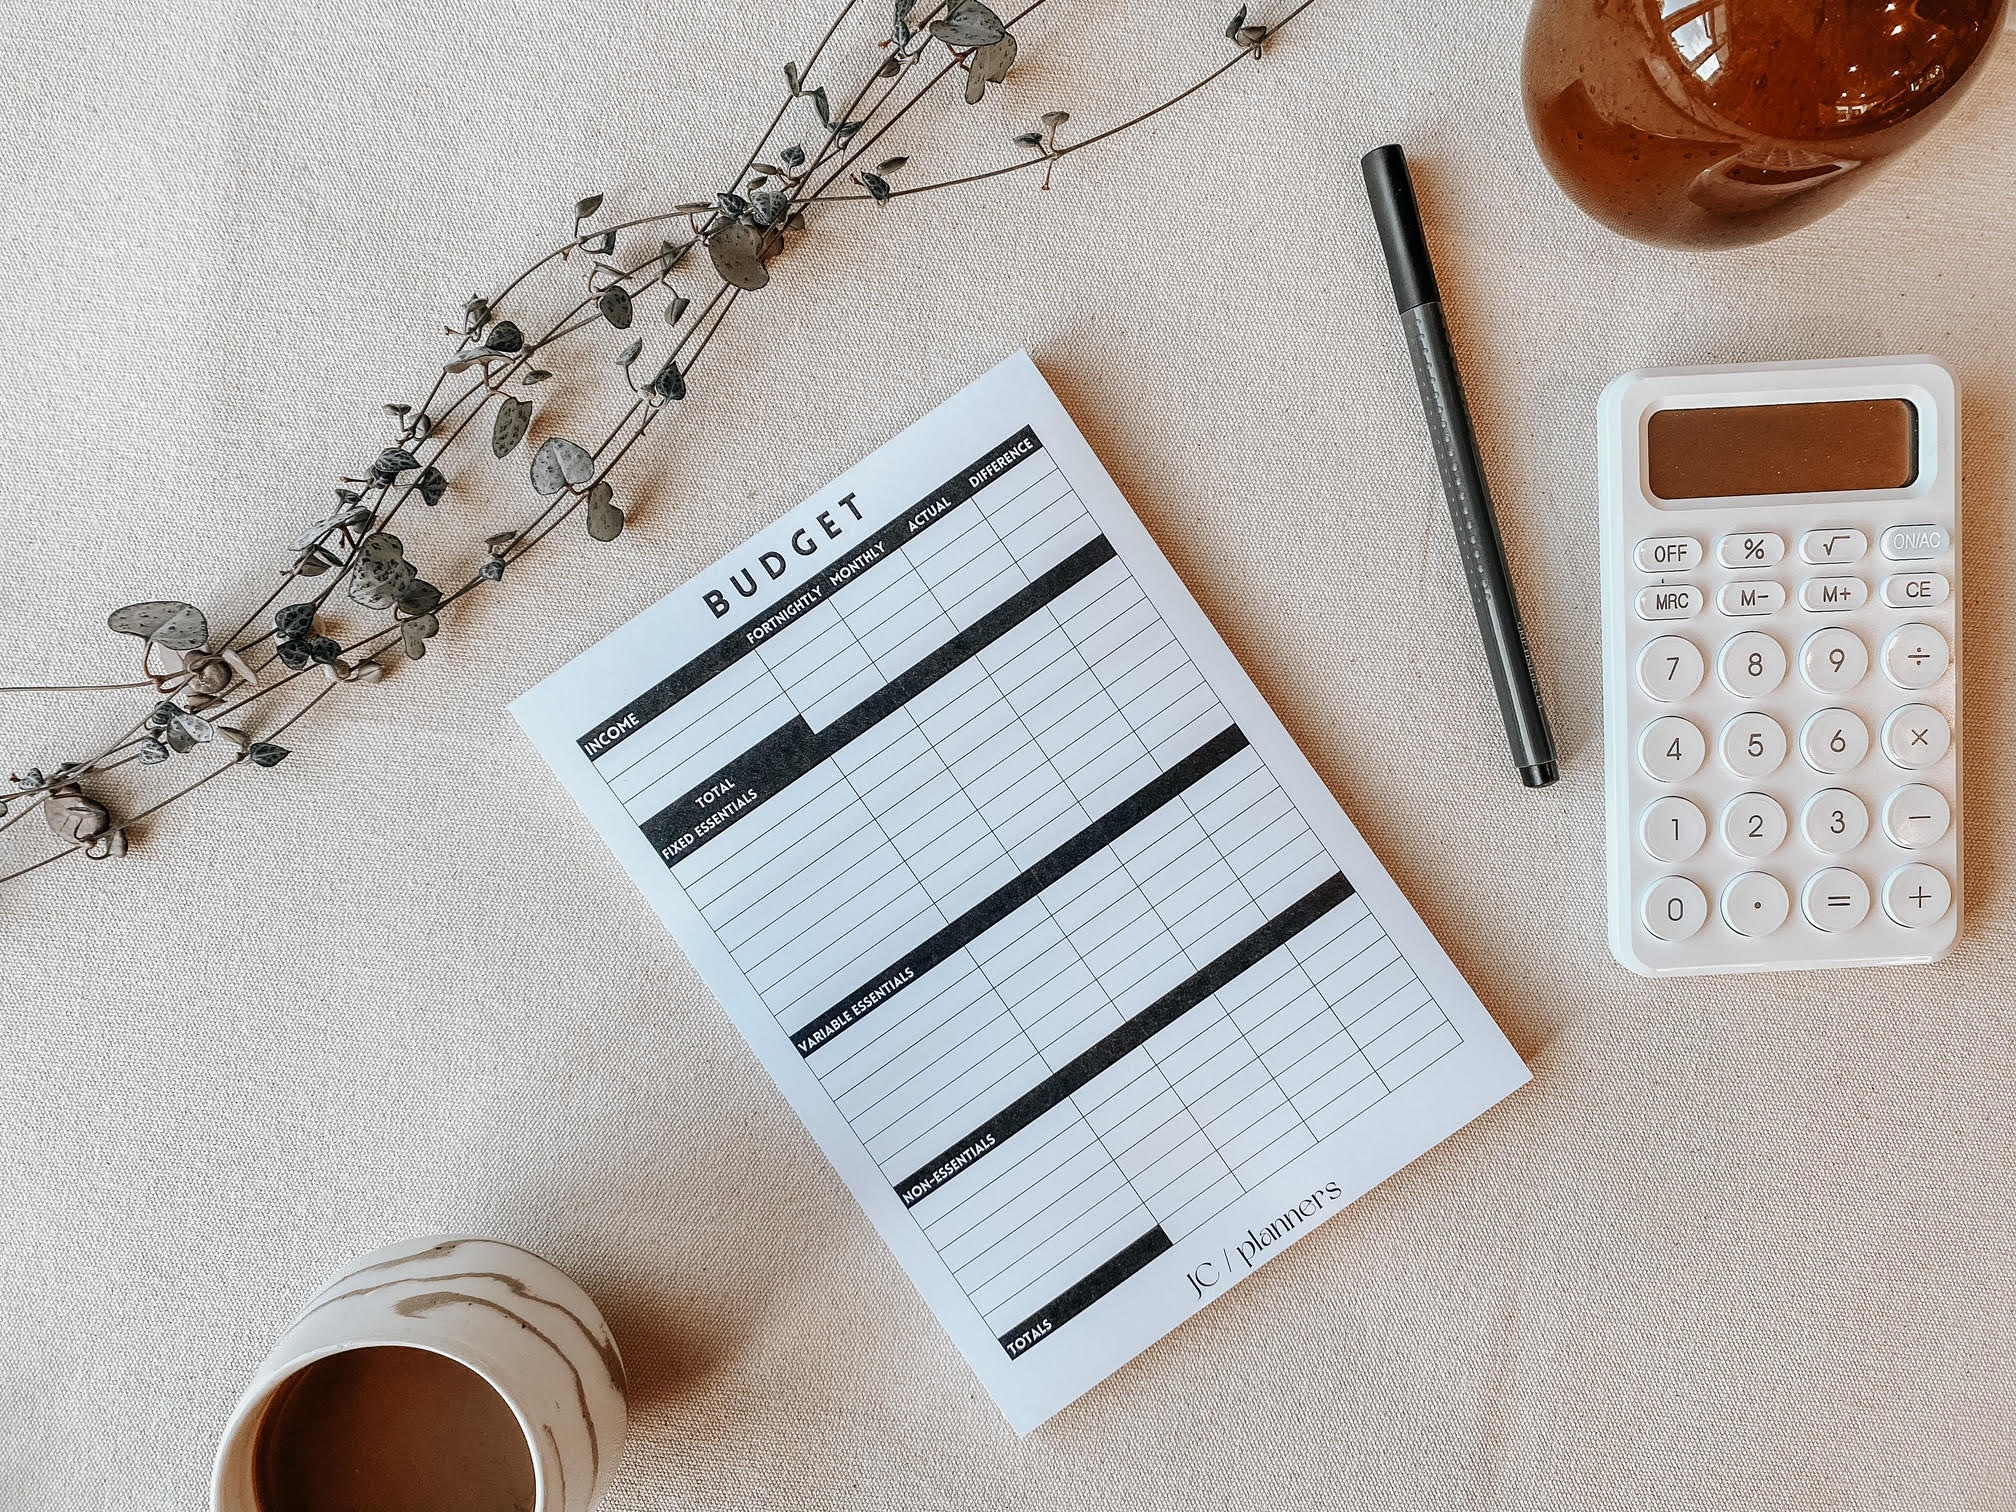 BUDGET
INCOME FORTNIGHTLY MONTHLY ACTUAL DIFFERENCE
TOTAL
FIXED ESSENTIALS
VARIABLE ESSENTIALS
NON-ESSENTIALS
TOTALS
JC / planners
OFF % √ ON/AC
MRC M− M+ CE
7 8 9 ÷
4 5 6 ×
1 2 3 −
0 . = +